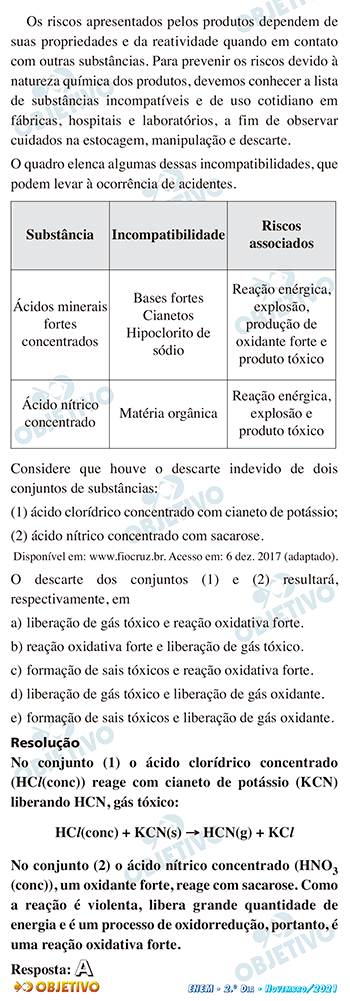 Os riscos apresentados pelos produtos dependem de
suas propriedades e da reatividade quando em contato
com outras substâncias. Para prevenir os riscos devido à
natureza química dos produtos, devemos conhecer a lista
de substâncias incompatíveis e de uso cotidiano em
fábricas, hospitais e laboratórios, a fim de observar
cuidados na estocagem, manipulação e descarte.
O quadro elenca algumas dessas incompatibilidades, que
podem levar à ocorrência de acidentes.
Substância
Incompatibilidade
Riscos
associados
Ácidos minerais
fortes
concentrados
Bases fortes
Cianetos
Hipoclorito de
sódio
Reação enérgica,
explosão,
produção de
oxidante forte e
produto tóxico
Ácido nítrico
concentrado
Matéria orgânica
Reação enérgica,
explosão e
produto tóxico
Considere que houve o descarte indevido de dois
conjuntos de substâncias:
(1) ácido clorídrico concentrado com cianeto de potássio;
(2) ácido nítrico concentrado com sacarose.
Disponível em: www.fiocruz.br. Acesso em: 6 dez. 2017 (adaptado).
O descarte dos conjuntos (1) e (2) resultará,
respectivamente, em
a) liberação de gás tóxico e reação oxidativa forte.
b) reação oxidativa forte e liberação de gás tóxico.
c) formação de sais tóxicos e reação oxidativa forte.
d) liberação de gás tóxico e liberação de gás oxidante.
e) formação de sais tóxicos e liberação de gás oxidante.
Resolução
No conjunto (1) o ácido clorídrico concentrado
(HCl(conc)) reage com cianeto de potássio (KCN)
liberando HCN, gás tóxico:
HCl(conc) + KCN(s) → HCN(g) + KCl
No conjunto (2) o ácido nítrico concentrado (HNO3
(conc)), um oxidante forte, reage com sacarose. Como
a reação é violenta, libera grande quantidade de
energia e é um processo de oxidorredução, portanto, é
uma reação oxidativa forte.
Resposta: A
OBJETIVO
ENEM • 2.º Dia • Novembro/2021